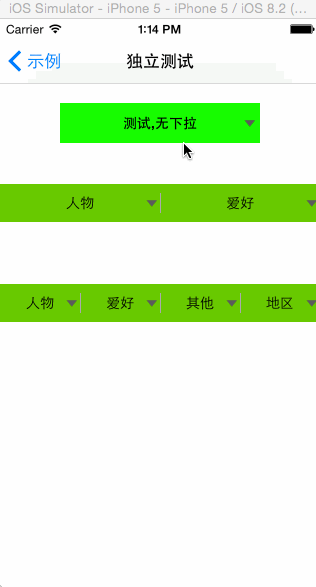 iOS Simulator - iPhone 5 - iPhone 5 / iOS 8.2 (...
Carrier 1:14 PM
示例 独立测试
测试,无下拉
人物 爱好
人物 爱好 其他 地区